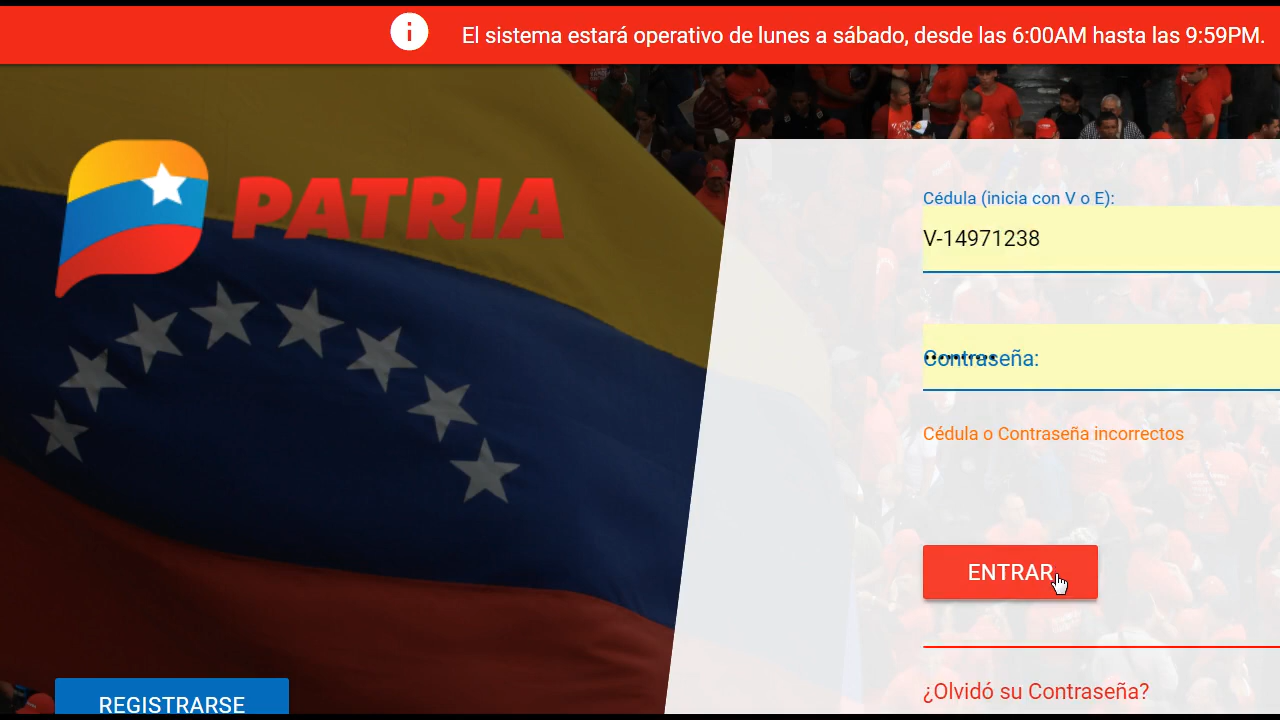 El sistema estará operativo de lunes a sábado, desde las 6:00AM hasta las 9:59PM.
PATRIA
Cédula (inicia con V o E):
V-14971238
Contraseña:
Cédula o Contraseña incorrectos
ENTRAR
¿Olvidó su Contraseña?
REGISTRARSE